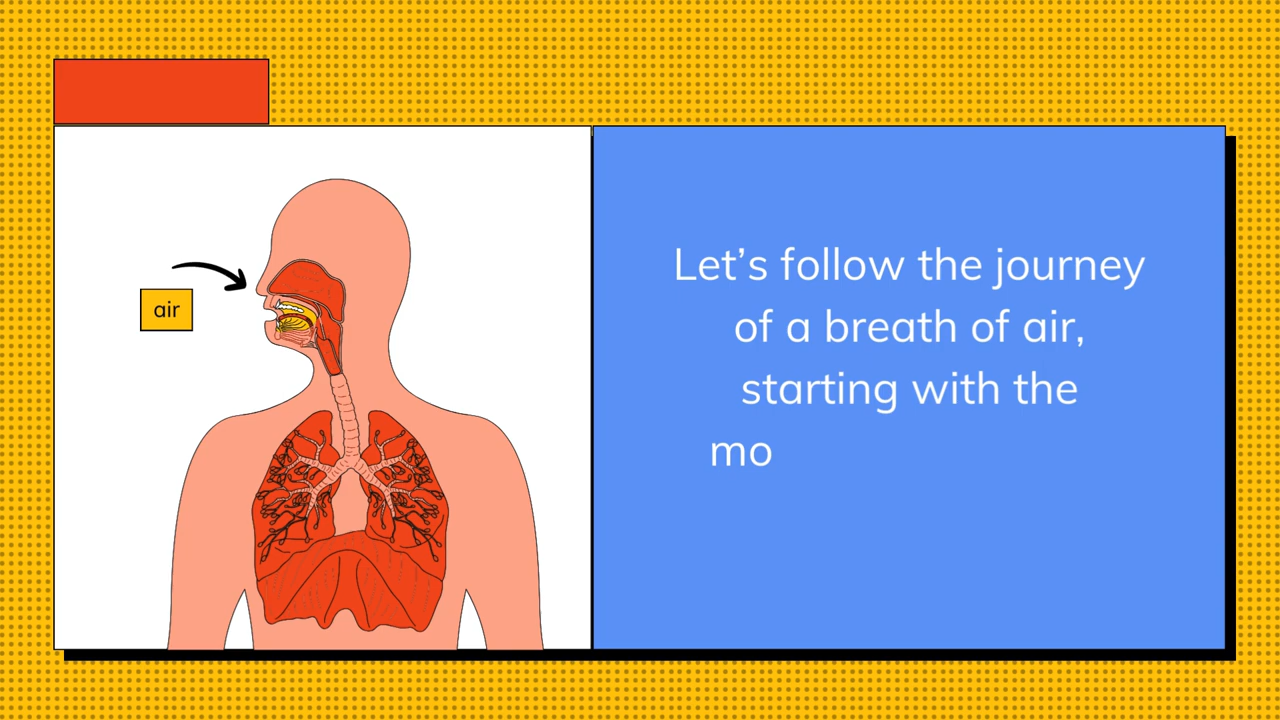 air
Let’s follow the journey
of a breath of air,
starting with the
mo